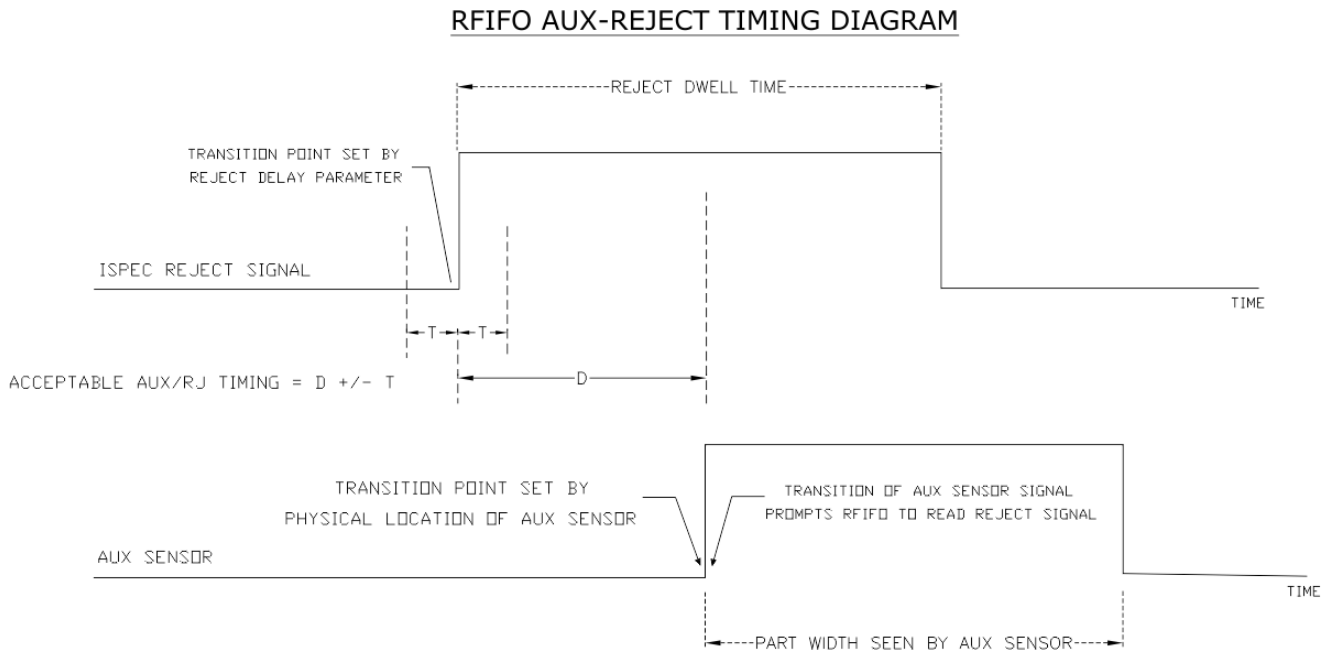 RFIFO AUX-REJECT TIMING DIAGRAM
REJECT DWELL TIME
TRANSITION POINT SET BY
REJECT DELAY PARAMETER
ISPEC REJECT SIGNAL
TIME
T
T
D
ACCEPTABLE AUX/RJ TIMING = D +/- T
TRANSITION POINT SET BY
PHYSICAL LOCATION OF AUX SENSOR
TRANSITION OF AUX SENSOR SIGNAL
PROMPTS RFIFO TO READ REJECT SIGNAL
AUX SENSOR
TIME
PART WIDTH SEEN BY AUX SENSOR